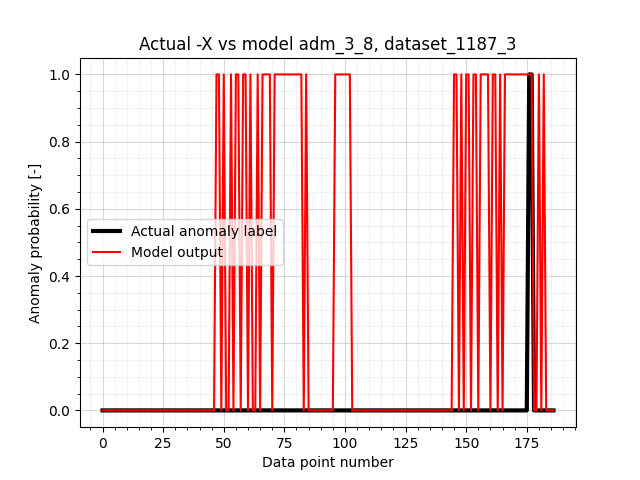 Actual -X vs model adm_3_8, dataset_1187_3
Anomaly probability [-]
1.0
0.8
0.6
0.4
0.2
0.0
Actual anomaly label
Model output
0 25 50 75 100 125 150 175
Data point number